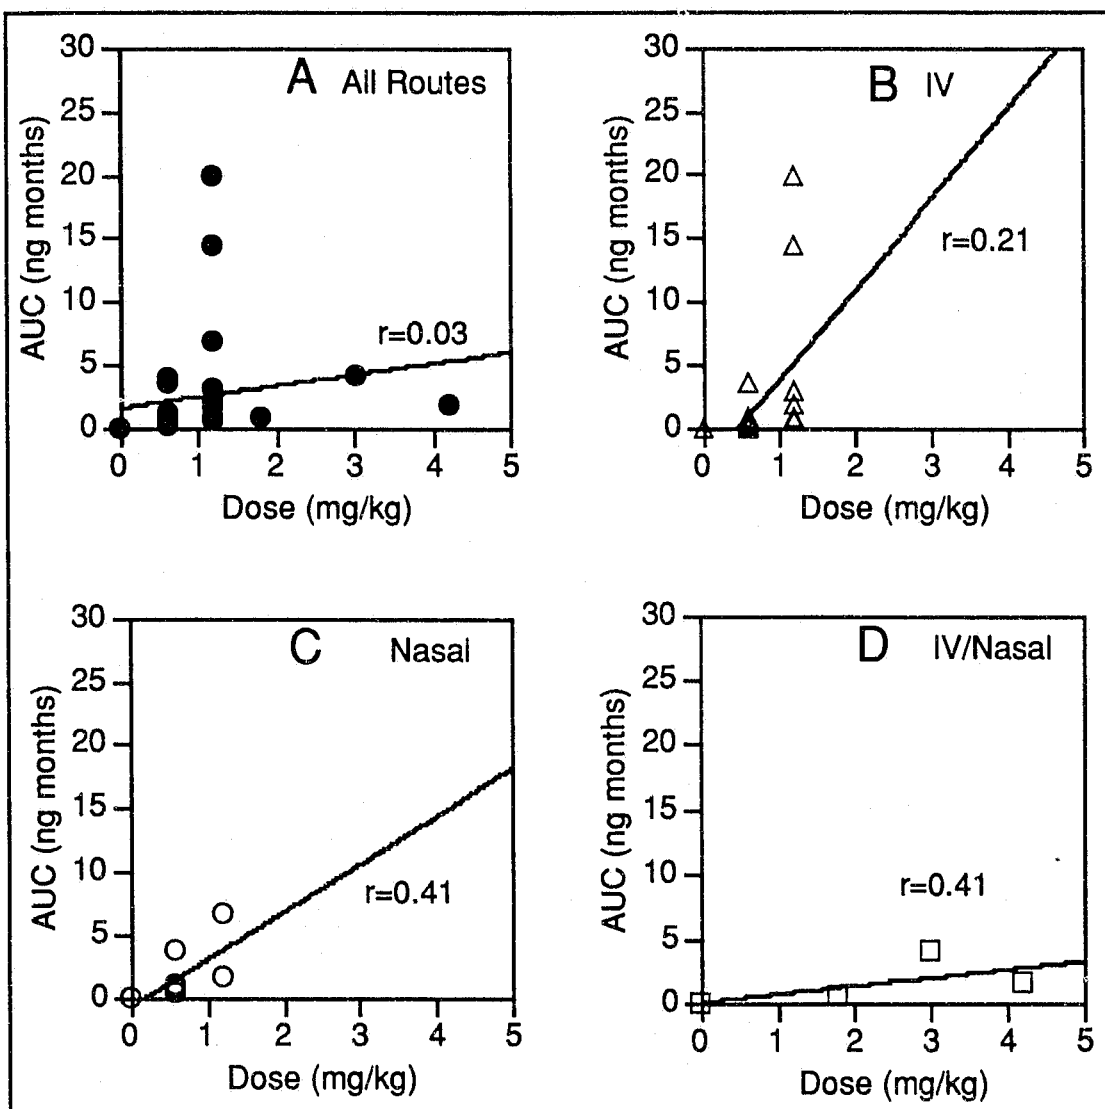 A All Routes
30
25
20
15
10
5
0
AUC (ng months)
r=0.03
0 1 2 3 4 5
Dose (mg/kg)
B IV
30
25
20
15
10
5
0
AUC (ng months)
r=0.21
0 1 2 3 4 5
Dose (mg/kg)
C Nasal
30
25
20
15
10
5
0
AUC (ng months)
r=0.41
0 1 2 3 4 5
Dose (mg/kg)
D IV/Nasal
30
25
20
15
10
5
0
AUC (ng months)
r=0.41
0 1 2 3 4 5
Dose (mg/kg)